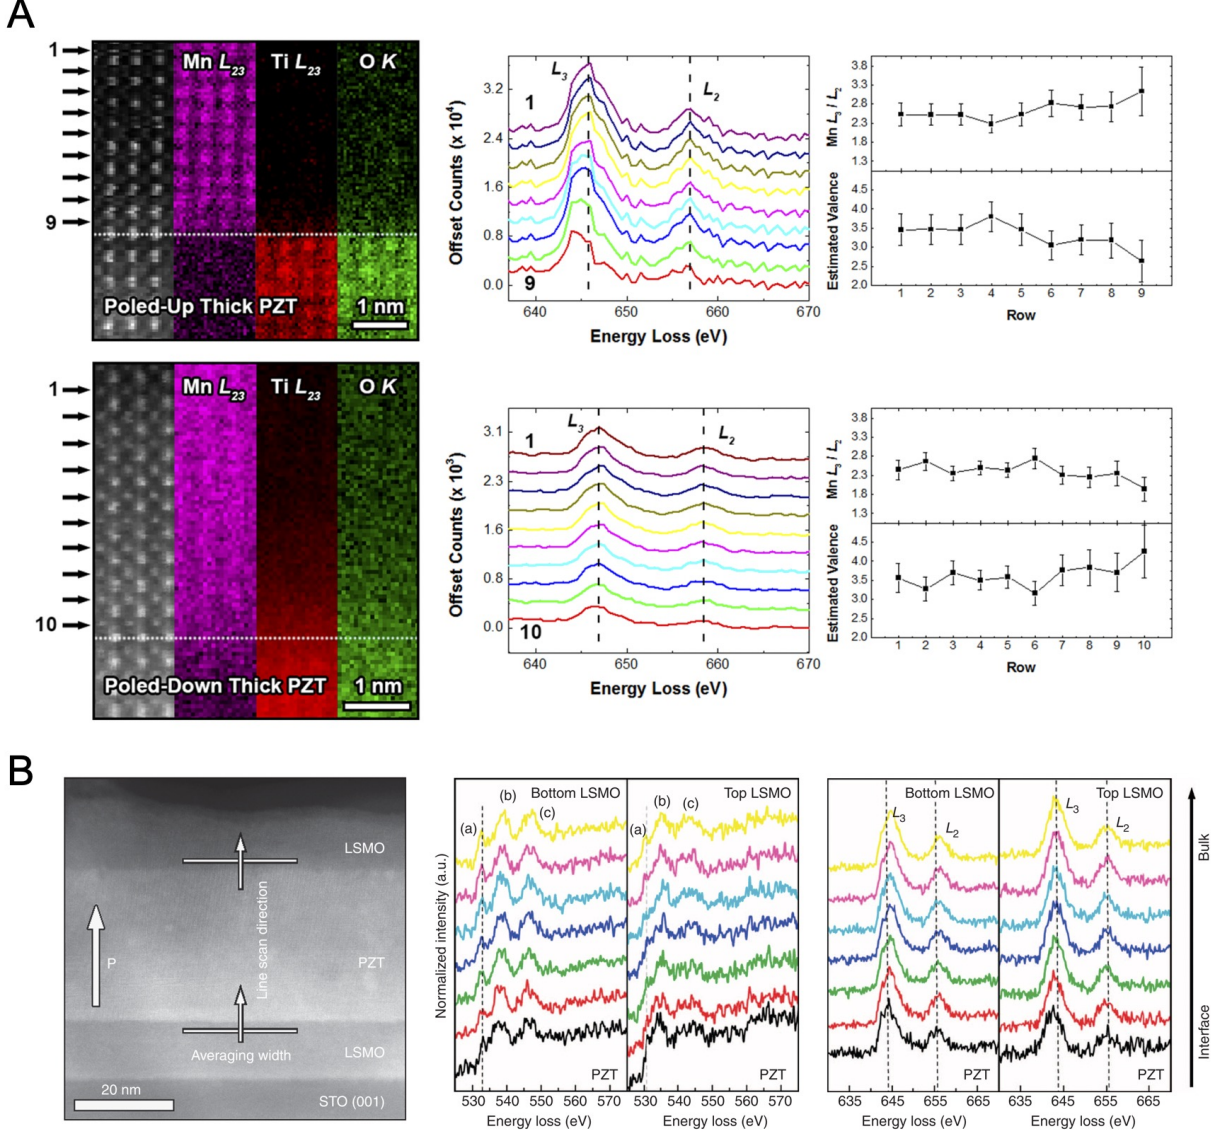 A
1
9
Mn L23
Ti L23
O K
Poled-Up Thick PZT
1 nm
Offset Counts (x 10^4)
3.2
2.4
1.6
0.8
0.0
L3
L2
1
9
640 650 660 670
Energy Loss (eV)
Mn L3 / L2
3.8
3.3
2.8
2.3
1.8
1.3
Estimated Valence
4.5
4.0
3.5
3.0
2.5
2.0
1 2 3 4 5 6 7 8 9
Row
1
10
Mn L23
Ti L23
O K
Poled-Down Thick PZT
1 nm
Offset Counts (x 10^3)
3.1
2.3
1.6
0.8
0.0
L3
L2
1
10
640 650 660 670
Energy Loss (eV)
Mn L3 / L2
3.8
3.3
2.8
2.3
1.8
1.3
Estimated Valence
4.5
4.0
3.5
3.0
2.5
2.0
1 2 3 4 5 6 7 8 9 10
Row
B
LSMO
Line scan direction
P
PZT
Averaging width
LSMO
20 nm
STO (001)
Normalized intensity (a.u.)
Bottom LSMO
(a)
(b)
(c)
PZT
Top LSMO
(a)
(b)
(c)
PZT
530 540 550 560 570
530 540 550 560 570
Energy loss (eV)
Energy loss (eV)
Bottom LSMO
L3
L2
PZT
Top LSMO
L3
L2
PZT
635 645 655 665
635 645 655 665
Energy loss (eV)
Energy loss (eV)
Bulk
Interface